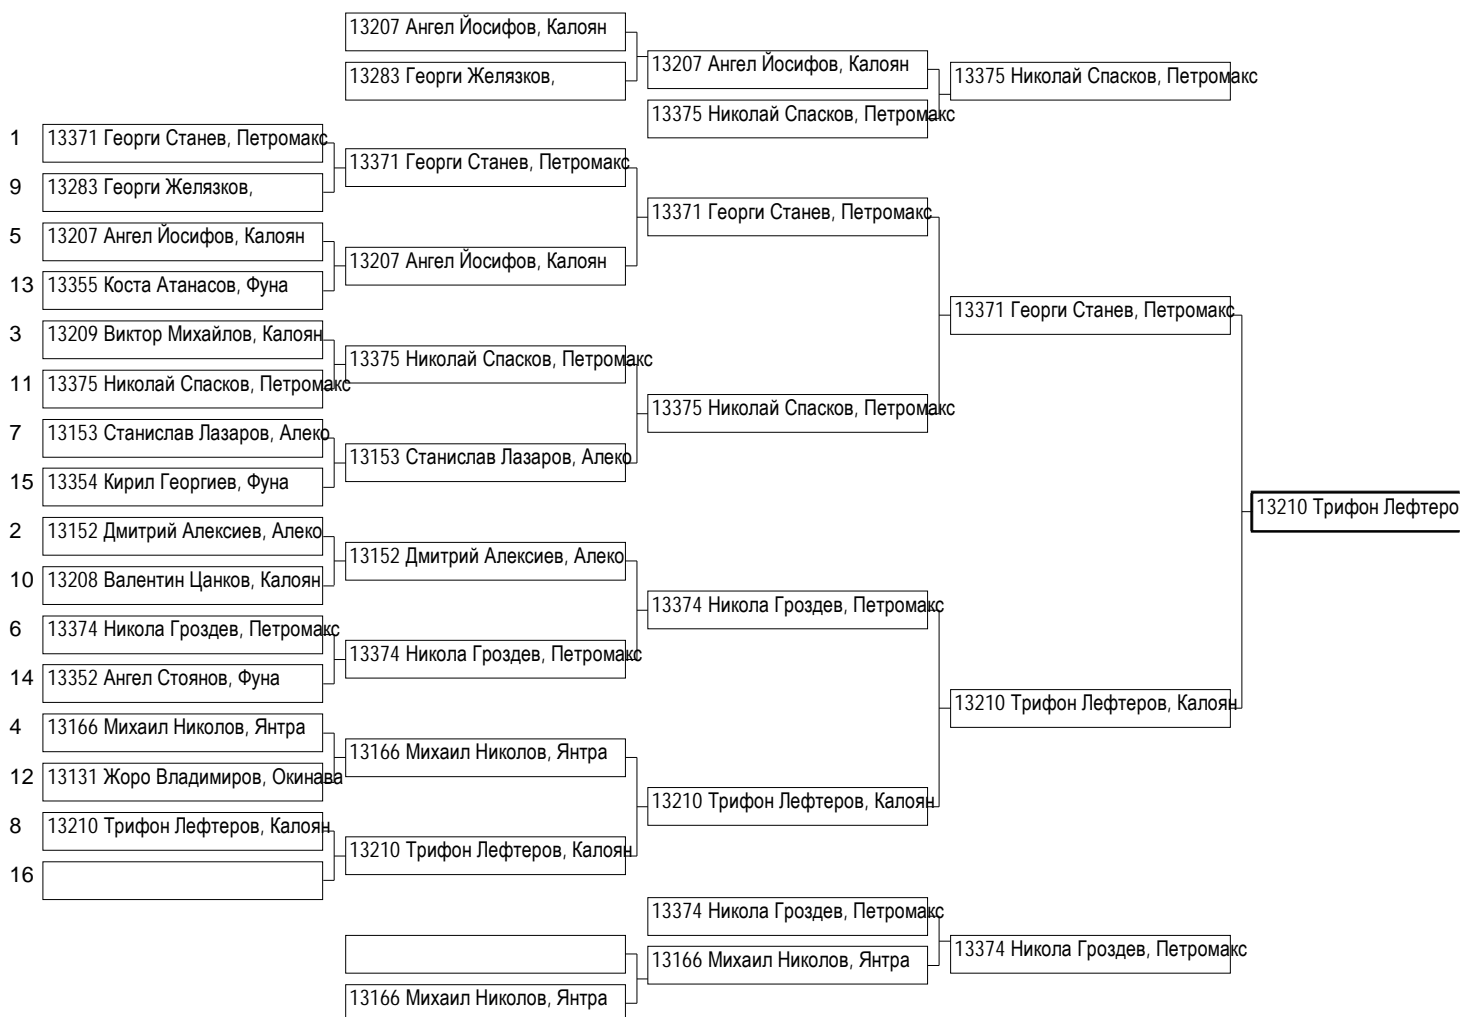 13207 Ангел Йосифов, Калоян
13283 Георги Желязков,
13207 Ангел Йосифов, Калоян
13375 Николай Спасков, Петромакс
13375 Николай Спасков, Петромакс
1 13371 Георги Станев, Петромакс
9 13283 Георги Желязков,
5 13207 Ангел Йосифов, Калоян
13 13355 Коста Атанасов, Фуна
3 13209 Виктор Михайлов, Калоян
11 13375 Николай Спасков, Петромакс
7 13153 Станислав Лазаров, Алеко
15 13354 Кирил Георгиев, Фуна
2 13152 Дмитрий Алексиев, Алеко
10 13208 Валентин Цанков, Калоян
6 13374 Никола Гроздев, Петромакс
14 13352 Ангел Стоянов, Фуна
4 13166 Михаил Николов, Янтра
12 13131 Жоро Владимиров, Окинава
8 13210 Трифон Лефтеров, Калоян
16
13371 Георги Станев, Петромакс
13207 Ангел Йосифов, Калоян
13375 Николай Спасков, Петромакс
13153 Станислав Лазаров, Алеко
13152 Дмитрий Алексиев, Алеко
13374 Никола Гроздев, Петромакс
13166 Михаил Николов, Янтра
13210 Трифон Лефтеров, Калоян
13371 Георги Станев, Петромакс
13375 Николай Спасков, Петромакс
13374 Никола Гроздев, Петромакс
13210 Трифон Лефтеров, Калоян
13371 Георги Станев, Петромакс
13210 Трифон Лефтеров, Калоян
13210 Трифон Лефтеро
13166 Михаил Николов, Янтра
13374 Никола Гроздев, Петромакс
13166 Михаил Николов, Янтра
13374 Никола Гроздев, Петромакс